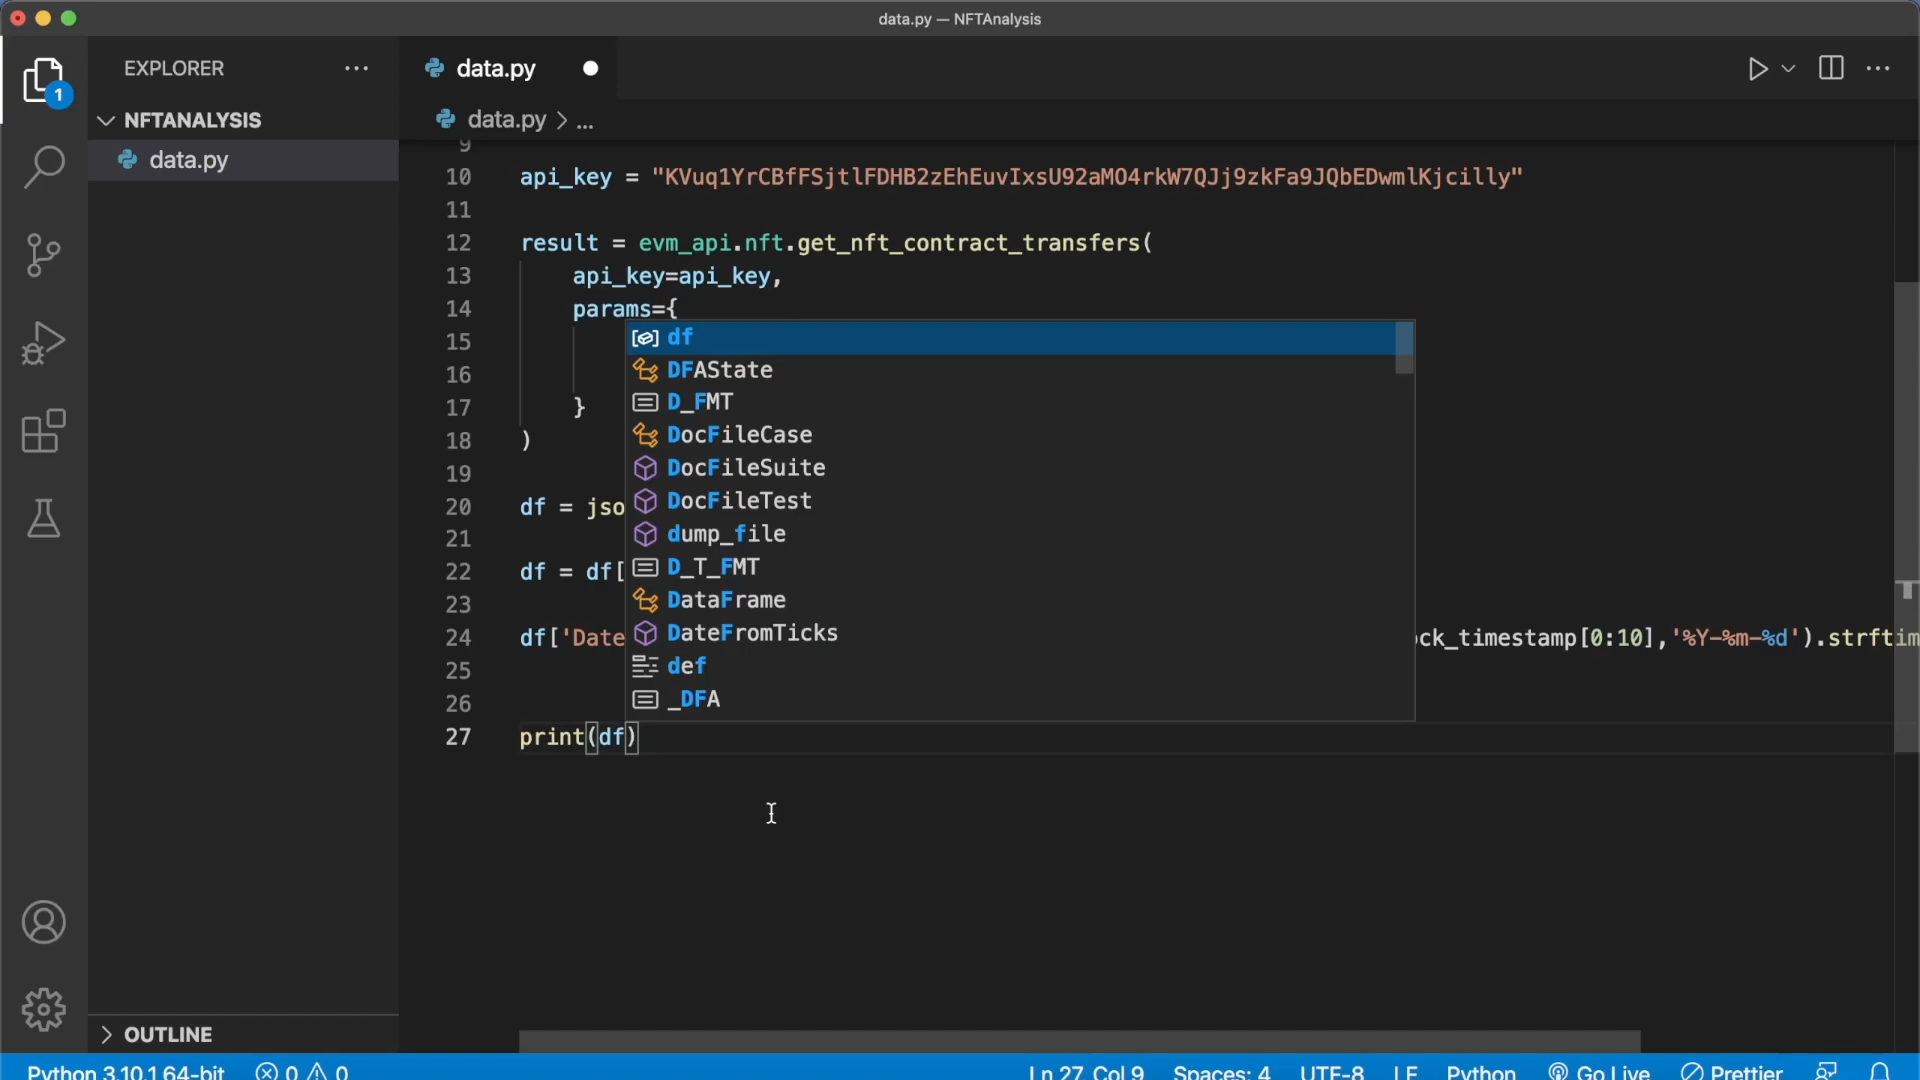 data.py — NFTAnalysis
EXPLORER
data.py
1
NFTANALYSIS
data.py > ...
data.py
9
10 api_key = "KVuq1YrCBfFSjtlFDHB2zEhEuvIxsU92aMO4rkW7QJj9zkFa9JQbEDwmlKjcilly"
11
12 result = evm_api.nft.get_nft_contract_transfers(
13 api_key=api_key,
14 params={
15
16
17 }
18 )
19
20 df = jso
21
22 df = df[
23
24 df['Date ck_timestamp[0:10],'%Y-%m-%d').strftim
25
26
27 print(df)
df
DFAState
D_FMT
DocFileCase
DocFileSuite
DocFileTest
dump_file
D_T_FMT
DataFrame
DateFromTicks
def
_DFA
OUTLINE
Python 3.10.1 64-bit 0 0 Ln 27, Col 9 Spaces: 4 UTF-8 LF Python Go Live Prettier